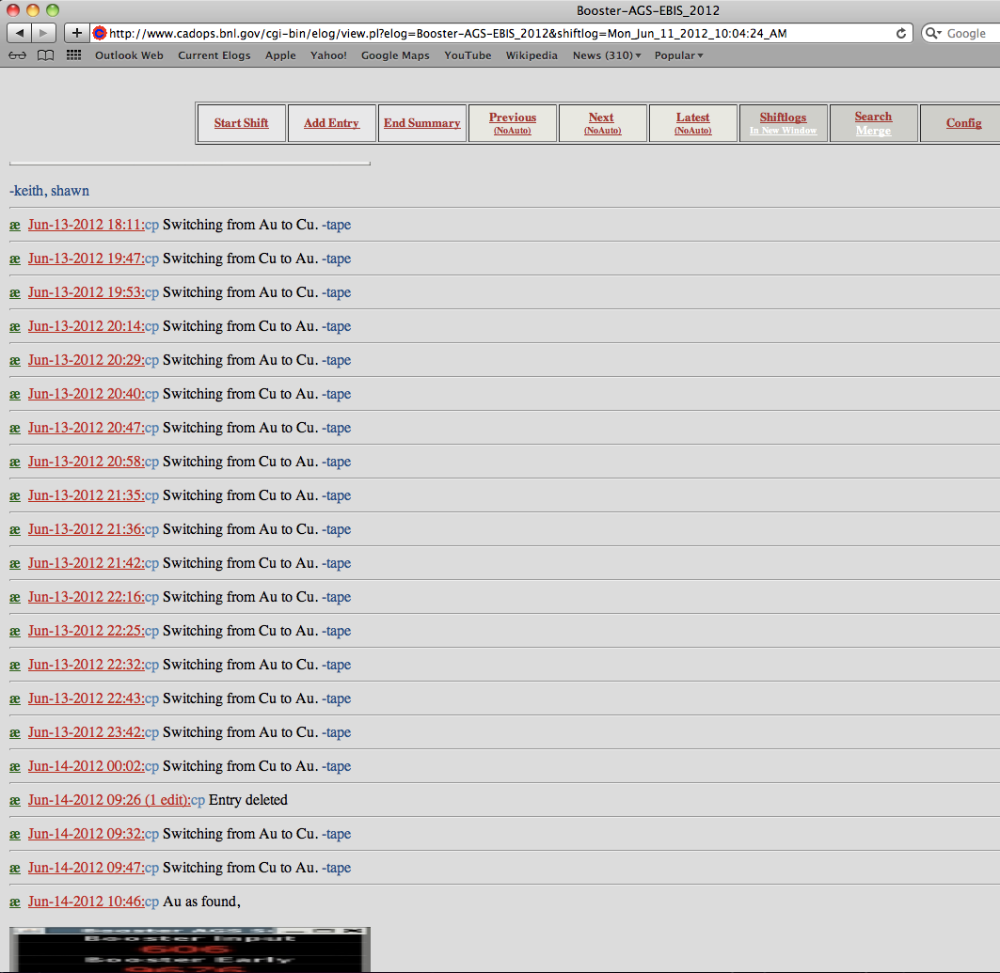 Booster-AGS-EBIS_2012
http://www.cadops.bnl.gov/cgi-bin/elog/view.pl?elog=Booster-AGS-EBIS_2012&shiftlog=Mon_Jun_11_2012_10:04:24_AM Google
Outlook Web Current Elogs Apple Yahoo! Google Maps YouTube Wikipedia News (310) Popular
Start Shift Add Entry End Summary Previous (NoAuto) Next (NoAuto) Latest (NoAuto) Shiftlogs In New Window Search Merge Config
-keith, shawn
æ Jun-13-2012 18:11:cp Switching from Au to Cu. -tape
æ Jun-13-2012 19:47:cp Switching from Cu to Au. -tape
æ Jun-13-2012 19:53:cp Switching from Au to Cu. -tape
æ Jun-13-2012 20:14:cp Switching from Cu to Au. -tape
æ Jun-13-2012 20:29:cp Switching from Au to Cu. -tape
æ Jun-13-2012 20:40:cp Switching from Cu to Au. -tape
æ Jun-13-2012 20:47:cp Switching from Au to Cu. -tape
æ Jun-13-2012 20:58:cp Switching from Cu to Au. -tape
æ Jun-13-2012 21:35:cp Switching from Cu to Au. -tape
æ Jun-13-2012 21:36:cp Switching from Au to Cu. -tape
æ Jun-13-2012 21:42:cp Switching from Cu to Au. -tape
æ Jun-13-2012 22:16:cp Switching from Au to Cu. -tape
æ Jun-13-2012 22:25:cp Switching from Cu to Au. -tape
æ Jun-13-2012 22:32:cp Switching from Au to Cu. -tape
æ Jun-13-2012 22:43:cp Switching from Cu to Au. -tape
æ Jun-13-2012 23:42:cp Switching from Au to Cu. -tape
æ Jun-14-2012 00:02:cp Switching from Cu to Au. -tape
æ Jun-14-2012 09:26 (1 edit):cp Entry deleted
æ Jun-14-2012 09:32:cp Switching from Au to Cu. -tape
æ Jun-14-2012 09:47:cp Switching from Cu to Au. -tape
æ Jun-14-2012 10:46:cp Au as found,
Booster AGS
Booster Input
606
Booster Early
9676